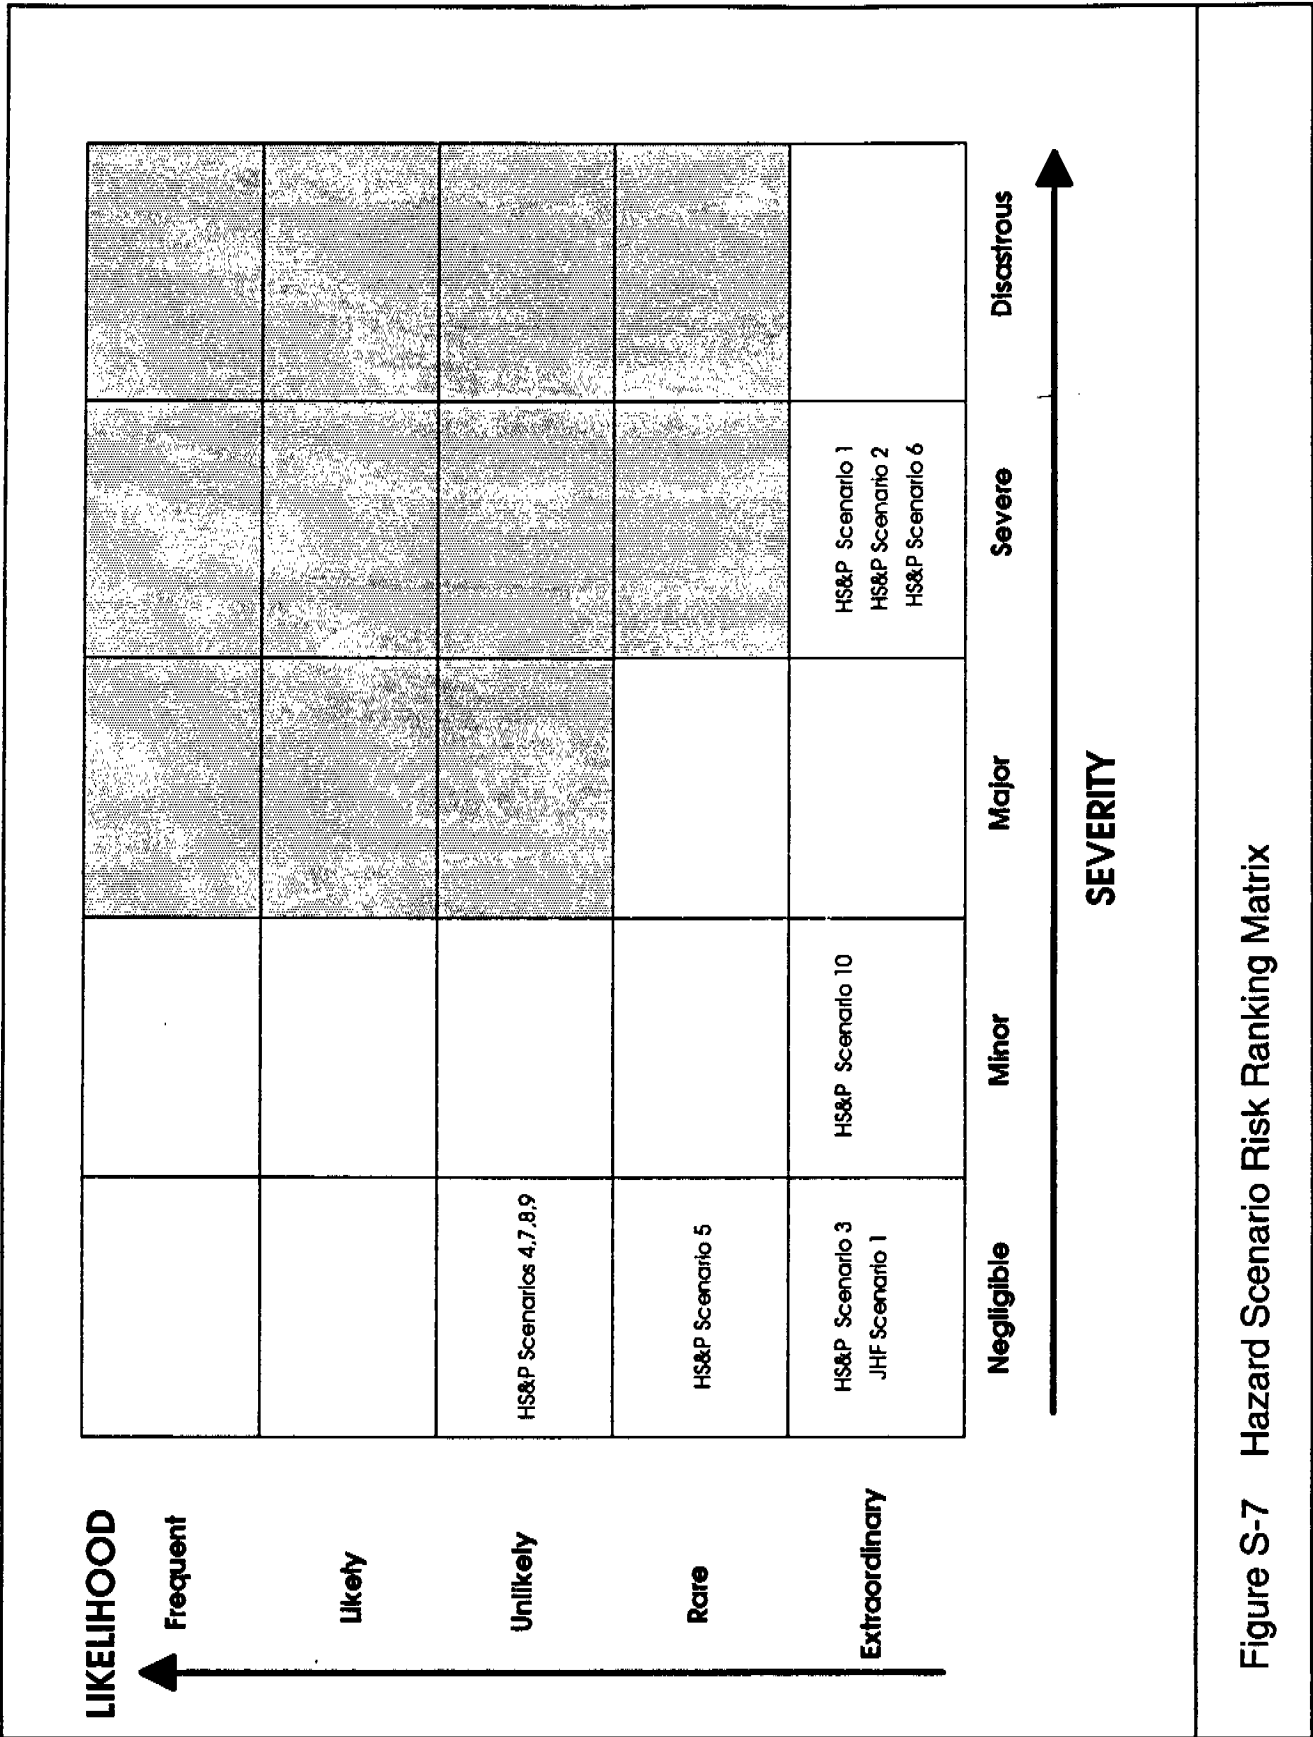 LIKELIHOOD
Frequent
Likely
Unlikely
HS&P Scenarios 4,7,8,9
Rare
HS&P Scenario 5
Extraordinary
HS&P Scenario 3
JHF Scenario 1
HS&P Scenario 10
HS&P Scenario 1
HS&P Scenario 2
HS&P Scenario 6
Negligible
Minor
Major
Severe
Disastrous
SEVERITY
Figure S-7 Hazard Scenario Risk Ranking Matrix